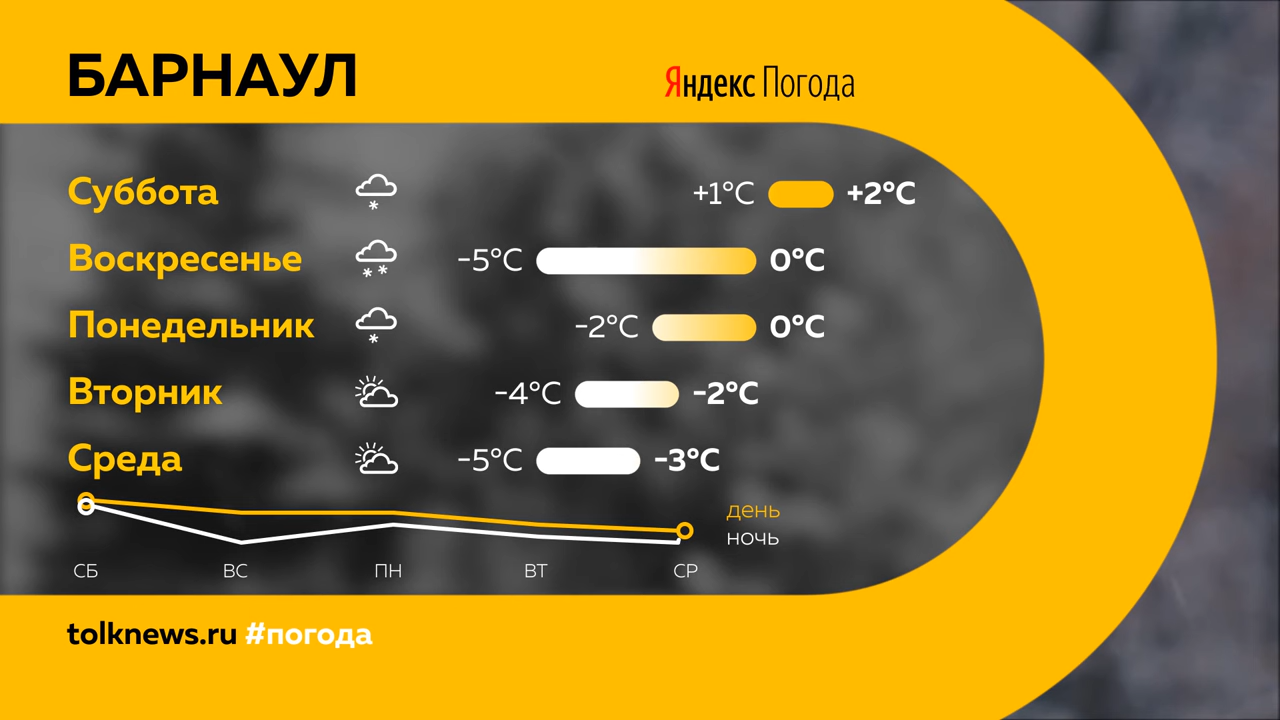 БАРНАУЛ
Яндекс Погода
Суббота +1°C +2°C
Воскресенье -5°C 0°C
Понедельник -2°C 0°C
Вторник -4°C -2°C
Среда -5°C -3°C
день
ночь
СБ ВС ПН ВТ СР
tolknews.ru #погода